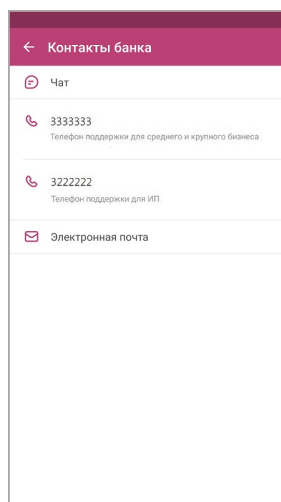 Контакты банка
Чат
3333333
Телефон поддержки для среднего и крупного бизнеса
3222222
Телефон поддержки для ИП
Электронная почта